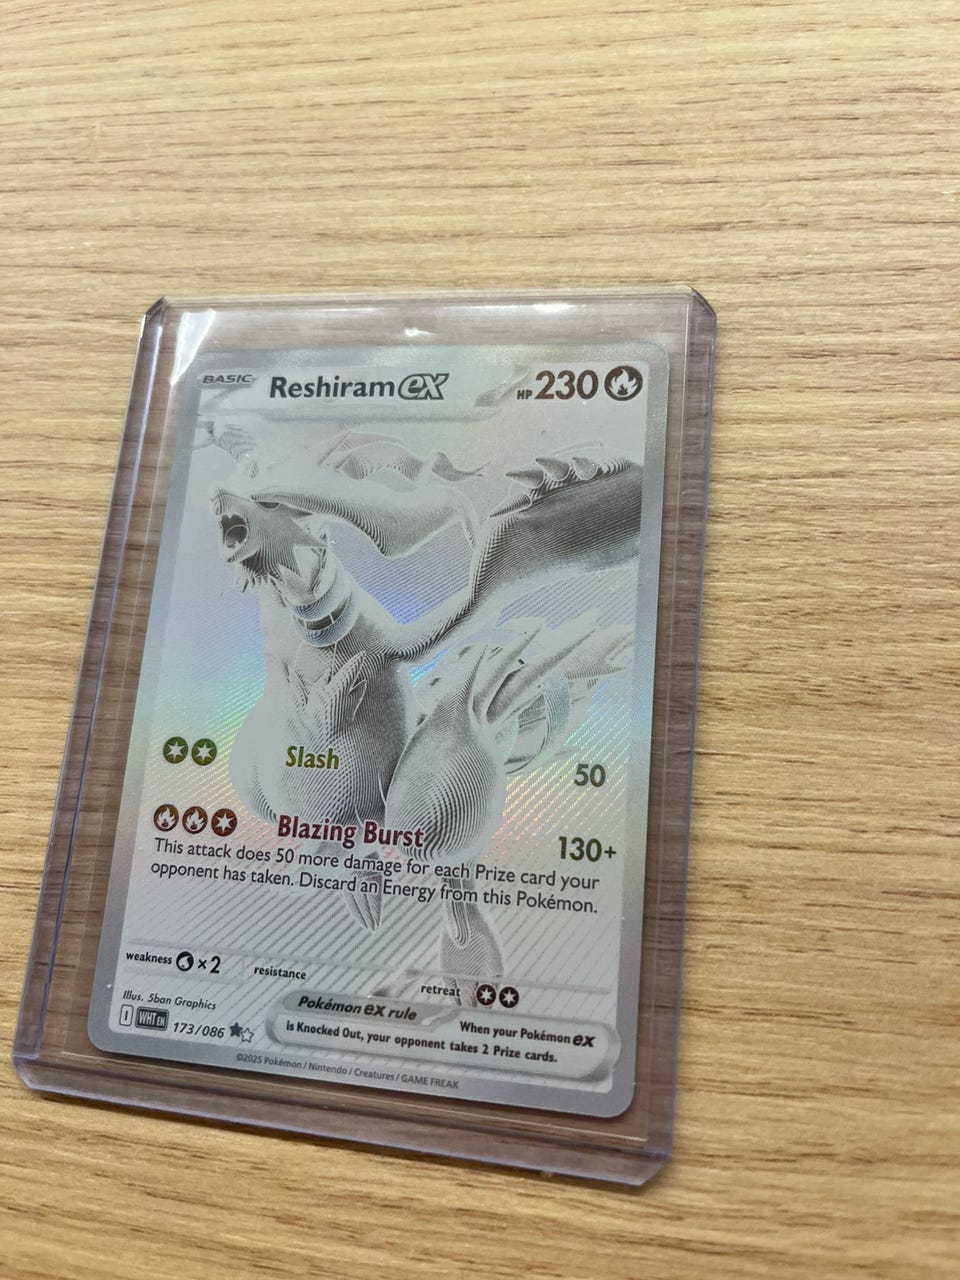 BASIC Reshiram ex HP 230
Slash 50
Blazing Burst 130+
This attack does 50 more damage for each Prize card your
opponent has taken. Discard an Energy from this Pokémon.
weakness ×2 resistance retreat
Illus. 5ban Graphics
Pokémon ex rule
When your Pokémon ex
is Knocked Out, your opponent takes 2 Prize cards.
I WHT EN 173/086
©2025 Pokémon / Nintendo / Creatures / GAME FREAK